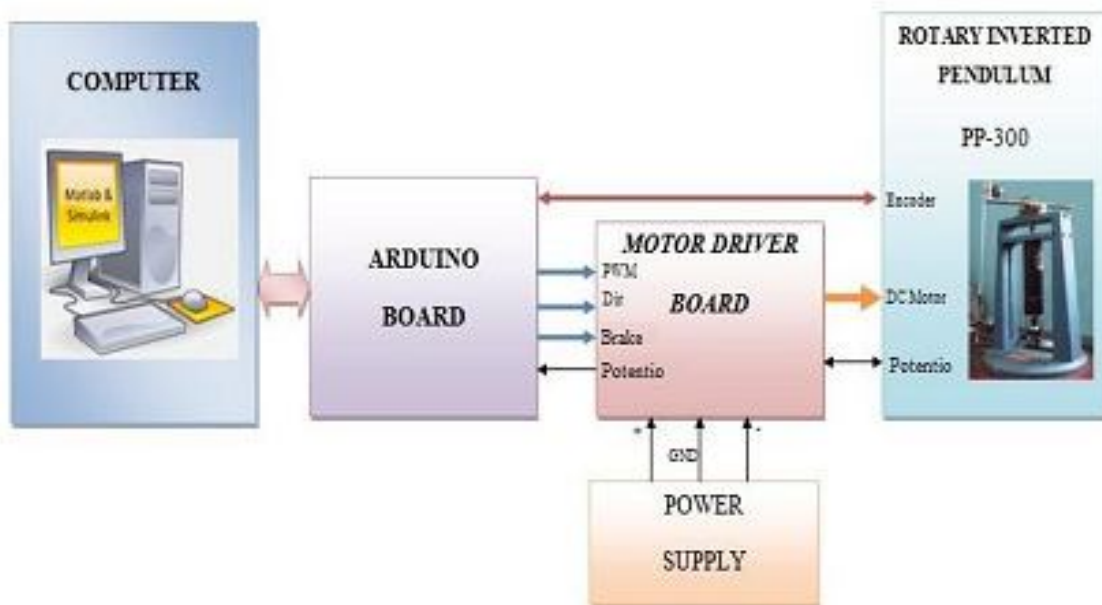 COMPUTER
Matlab &
Simulink
ARDUINO
BOARD
MOTOR DRIVER
BOARD
PWM
Dir
Brake
Potentio
ROTARY INVERTED
PENDULUM
PP-300
Encoder
DC Motor
Potentio
+
GND
-
POWER
SUPPLY